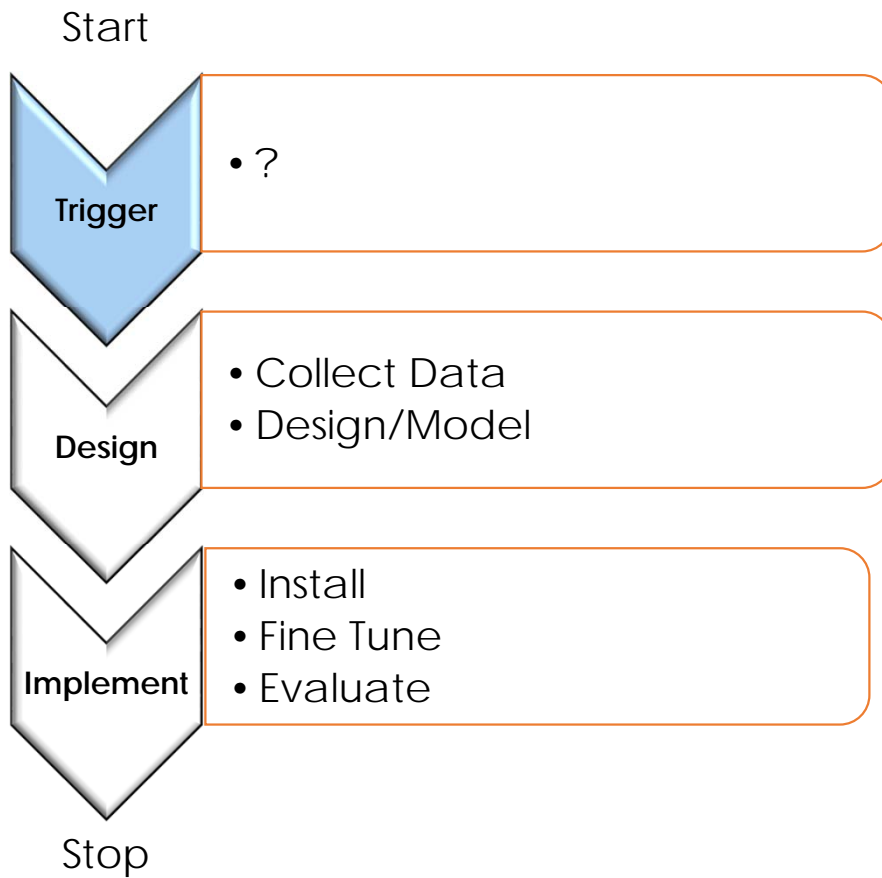 Start
Trigger
• ?
Design
• Collect Data
• Design/Model
Implement
• Install
• Fine Tune
• Evaluate
Stop